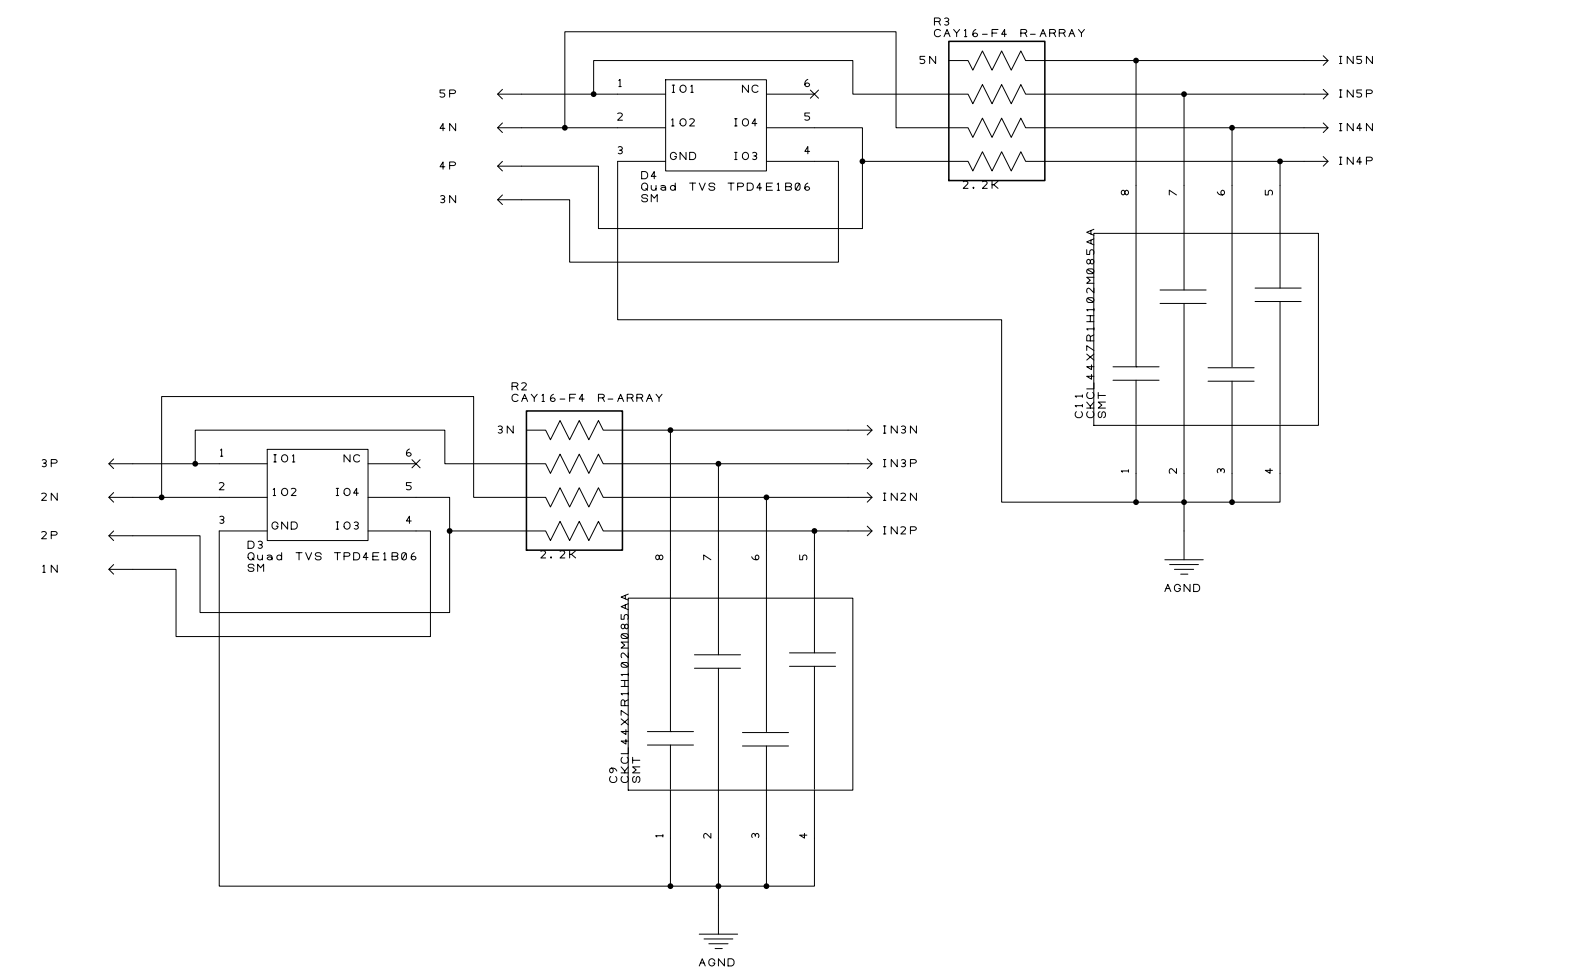 R3
CAY16-F4 R-ARRAY
5N
IN5N
5P
1
IO1
NC
6
IN5P
4N
2
1O2
IO4
5
IN4N
4P
3
GND
IO3
4
IN4P
3N
D4
Quad TVS TPD4E1B06
SM
2.2K
8
7
6
5
C11
CKCL44X7R1H102M085AA
SMT
1
2
3
4
AGND
R2
CAY16-F4 R-ARRAY
3N
IN3N
3P
1
IO1
NC
6
IN3P
2N
2
1O2
IO4
5
IN2N
2P
3
GND
IO3
4
IN2P
1N
D3
Quad TVS TPD4E1B06
SM
2.2K
8
7
6
5
C9
CKCL44X7R1H102M085AA
SMT
1
2
3
4
AGND